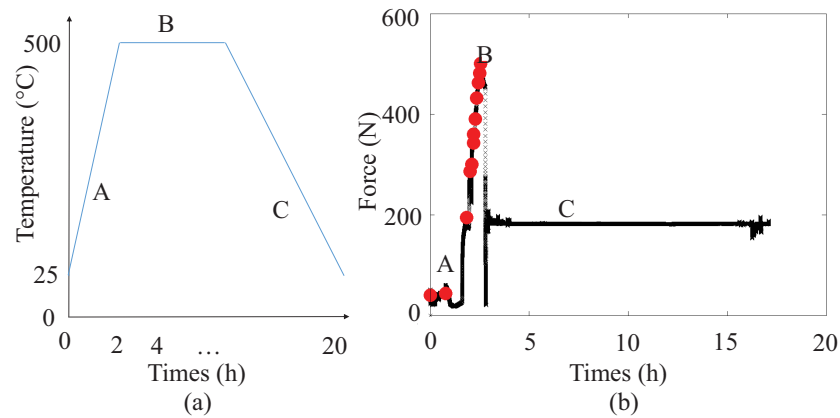 B
500
Temperature (°C)
A
C
25
0
0 2 4 … 20
Times (h)
(a)
600
B
400
Force (N)
200
C
A
0
0 5 10 15 20
Times (h)
(b)